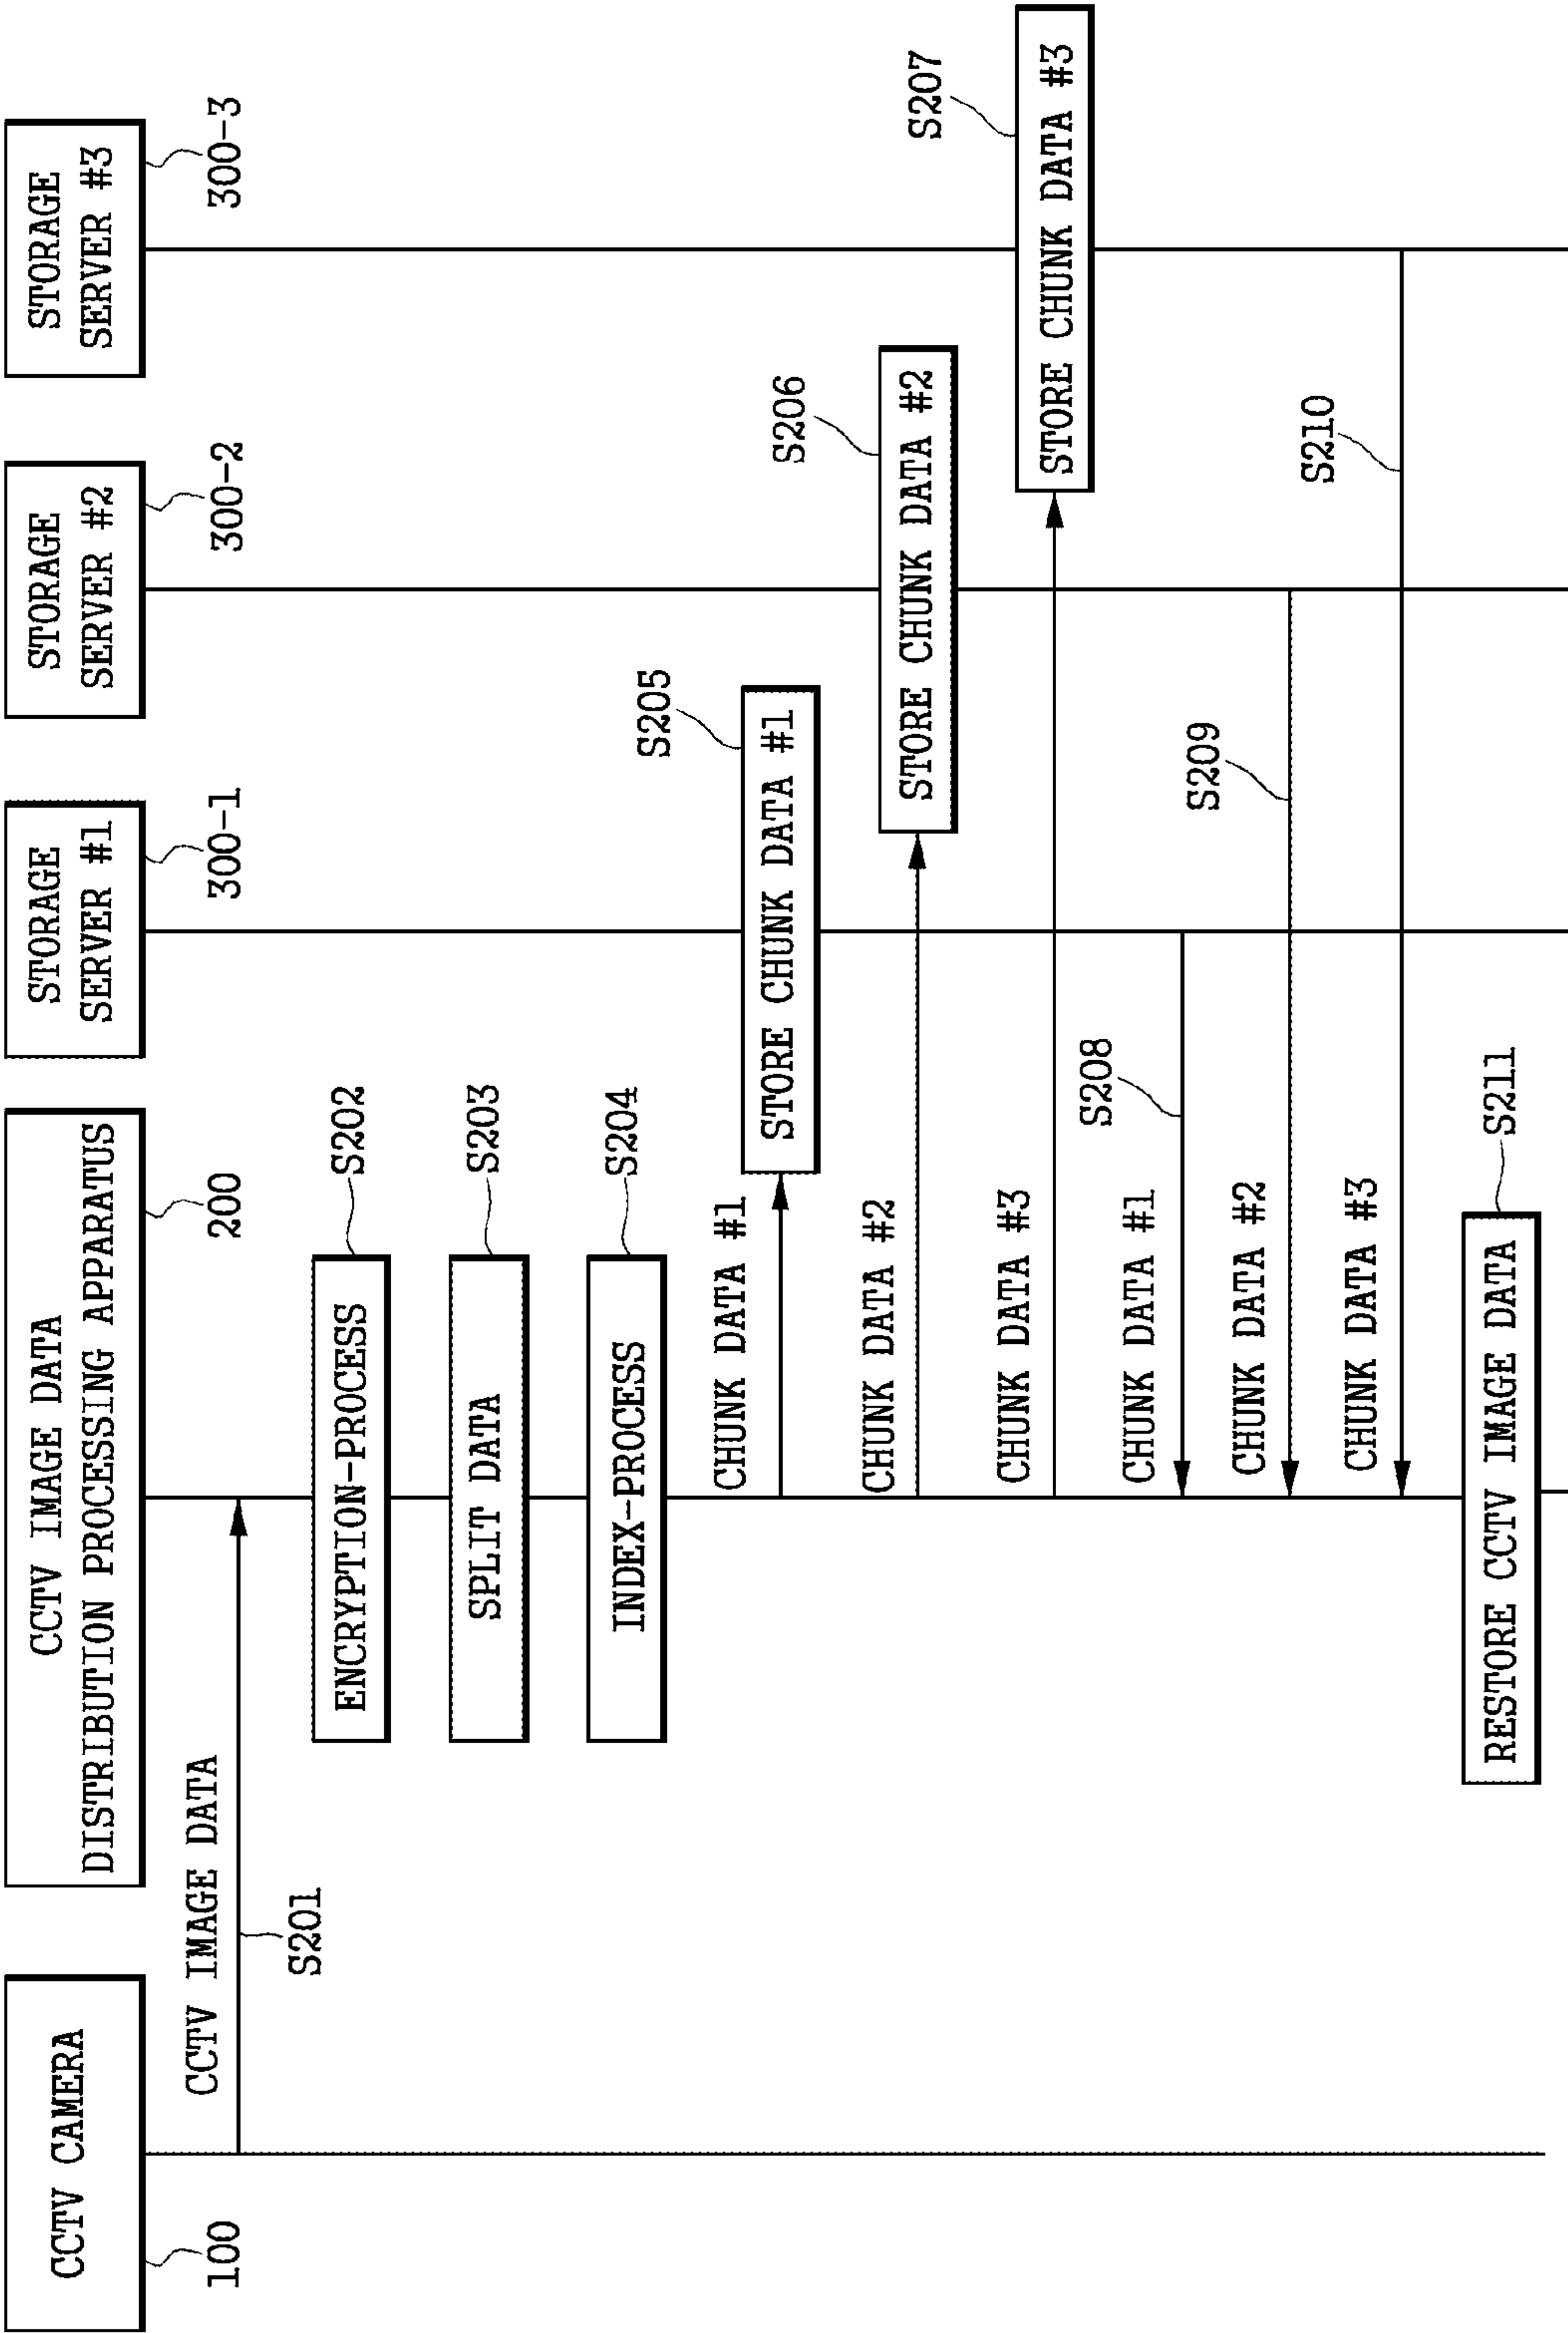 CCTV CAMERA
100
CCTV IMAGE DATA
DISTRIBUTION PROCESSING APPARATUS
200
STORAGE
SERVER #1
300-1
STORAGE
SERVER #2
300-2
STORAGE
SERVER #3
300-3
CCTV IMAGE DATA
S201
ENCRYPTION-PROCESS
S202
SPLIT DATA
S203
INDEX-PROCESS
S204
CHUNK DATA #1
STORE CHUNK DATA #1
S205
CHUNK DATA #2
STORE CHUNK DATA #2
S206
CHUNK DATA #3
STORE CHUNK DATA #3
S207
CHUNK DATA #1
S208
CHUNK DATA #2
S209
CHUNK DATA #3
S210
RESTORE CCTV IMAGE DATA
S211